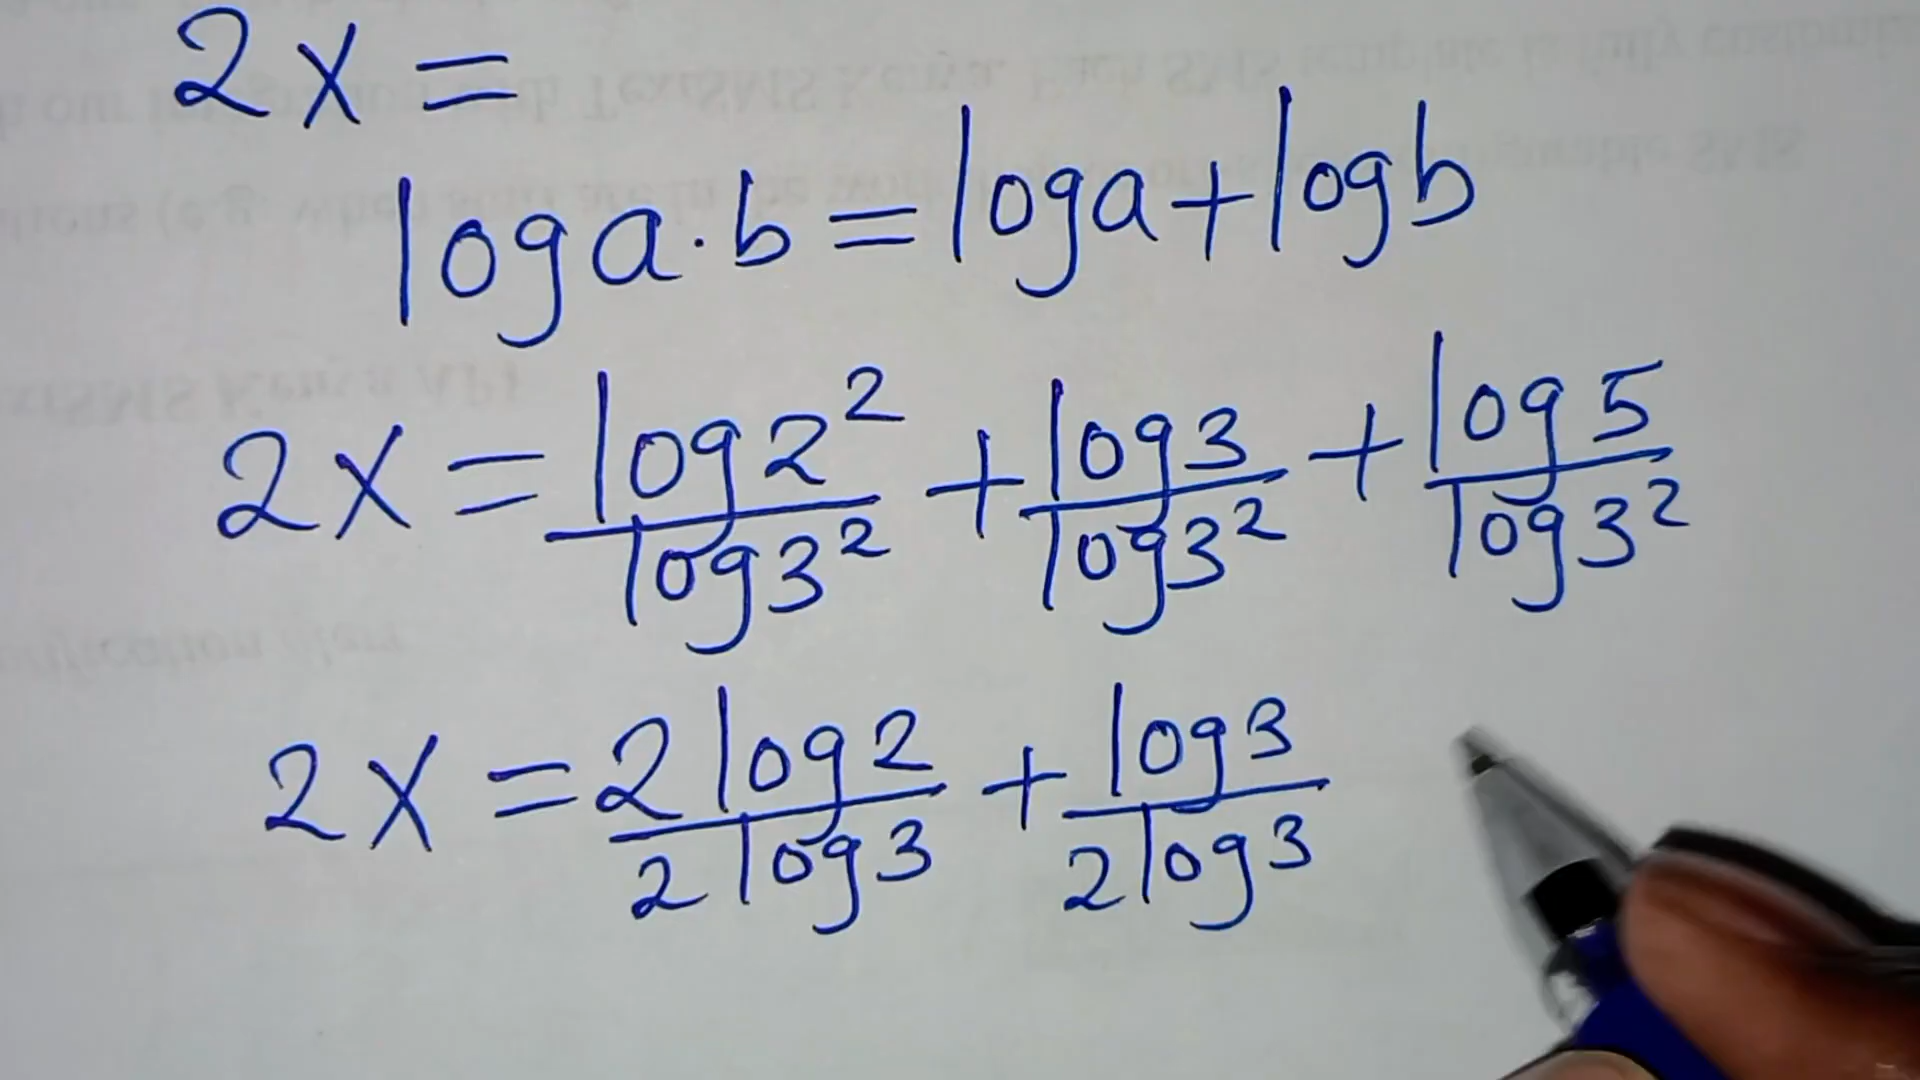 2x =
log a·b = log a + log b
2x = log 2² / log 3² + log 3 / log 3² + log 5 / log 3²
2x = 2 log 2 / 2 log 3 + log 3 / 2 log 3